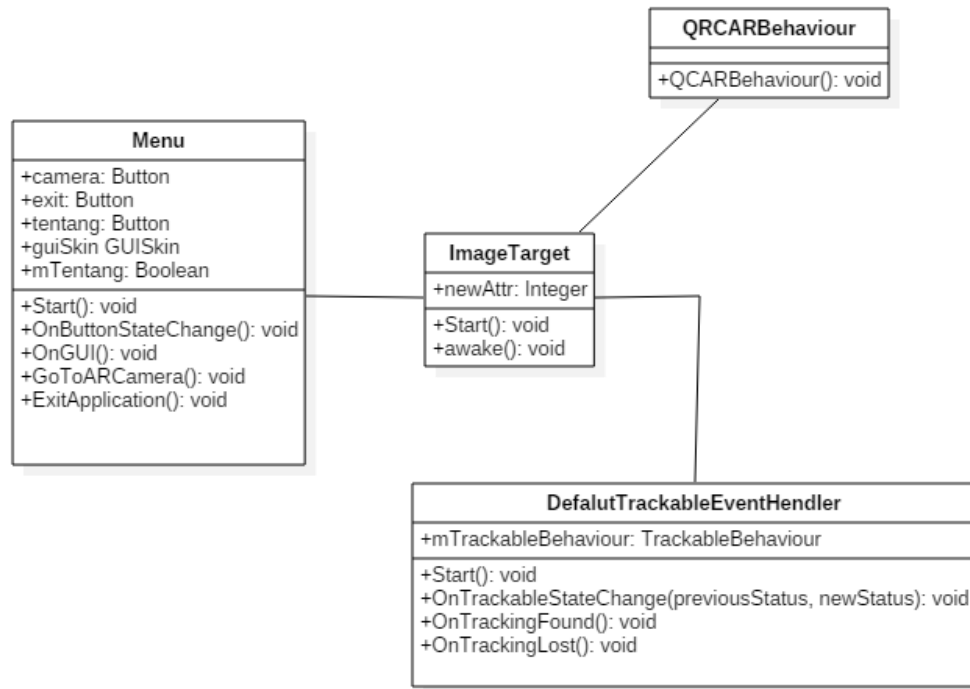 QRCARBehaviour
+QCARBehaviour(): void
Menu
+camera: Button
+exit: Button
+tentang: Button
+guiSkin GUISkin
+mTentang: Boolean
+Start(): void
+OnButtonStateChange(): void
+OnGUI(): void
+GoToARCamera(): void
+ExitApplication(): void
ImageTarget
+newAttr: Integer
+Start(): void
+awake(): void
DefalutTrackableEventHendler
+mTrackableBehaviour: TrackableBehaviour
+Start(): void
+OnTrackableStateChange(previousStatus, newStatus): void
+OnTrackingFound(): void
+OnTrackingLost(): void